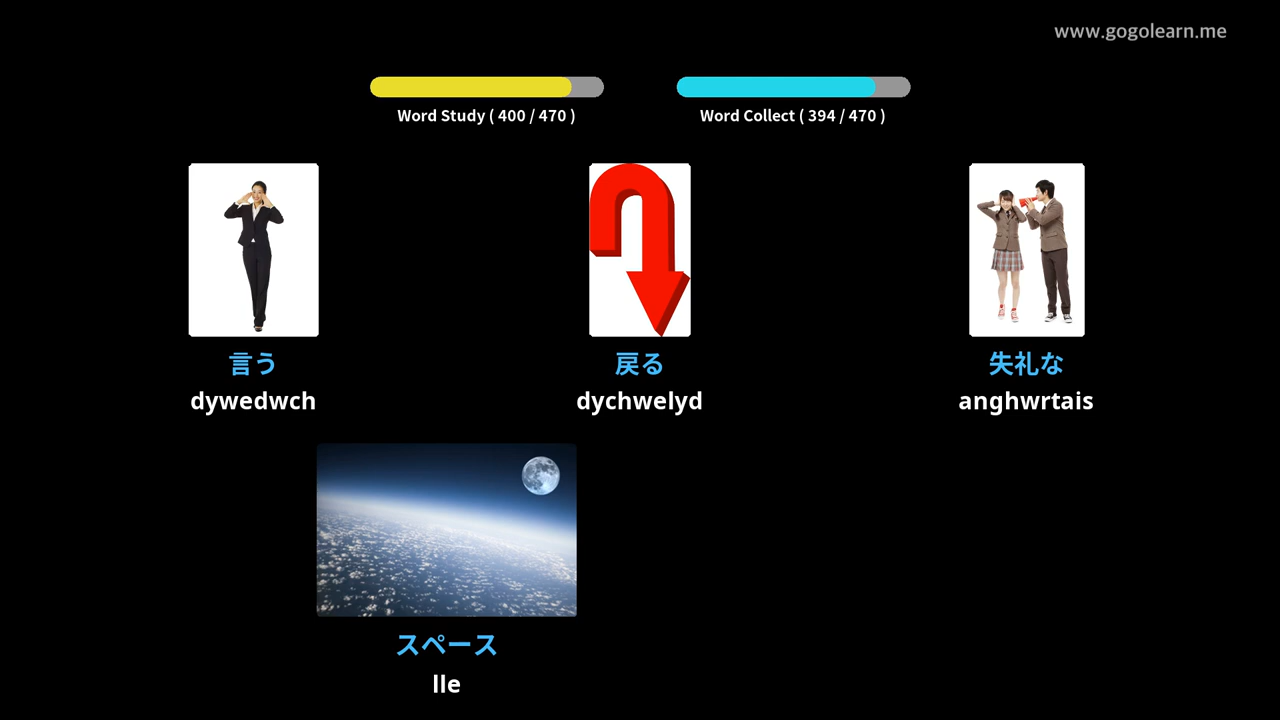 www.gogolearn.me
Word Study ( 400 / 470 )
Word Collect ( 394 / 470 )
言う
dywedwch
戻る
dychwelyd
失礼な
anghwrtais
スペース
lle